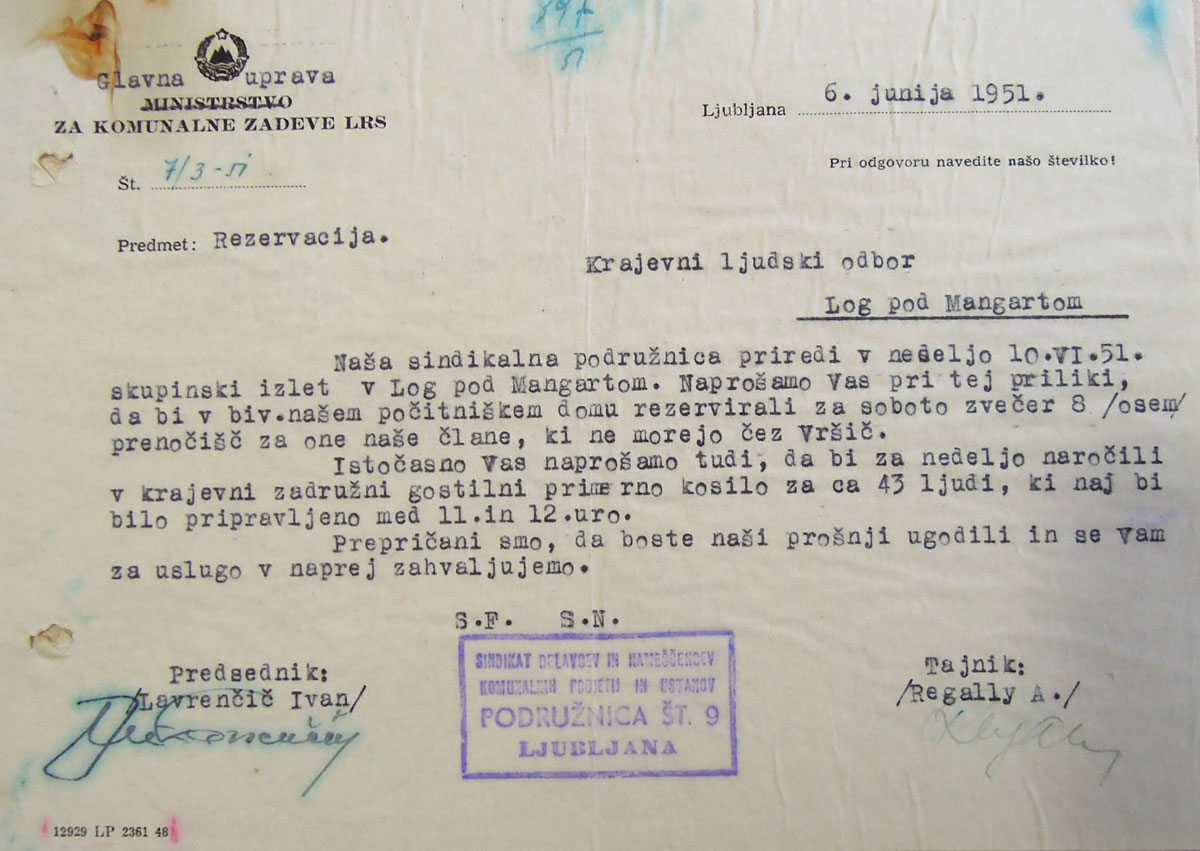 597
51
Glavna uprava
MINISTRSTVO
ZA KOMUNALNE ZADEVE LRS
Ljubljana 6. junija 1951.
Pri odgovoru navedite našo številko!
Št. 7/3-51
Predmet: Rezervacija.
Krajevni ljudski odbor
Log pod Mangartom
Naša sindikalna podružnica priredi v nedeljo 10.VI.51.
skupinski izlet v Log pod Mangartom. Naprošamo Vas pri tej priliki,
da bi v biv.našem počitniškem domu rezervirali za soboto zvečer 8 /osem/
prenočišč za one naše člane, ki ne morejo čez Vršič.
Istočasno Vas naprošamo tudi, da bi za nedeljo naročili
v krajevni zadružni gostilni primerno kosilo za ca 43 ljudi, ki naj bi
bilo pripravljeno med 11.in 12.uro.
Prepričani smo, da boste naši prošnji ugodili in se Vam
za uslugo v naprej zahvaljujemo.
S.F. S.N.
SINDIKAT DELAVCEV IN NAMEŠČENCEV
KOMUNALNIH PODJETIJ IN USTANOV
PODRUŽNICA ŠT. 9
LJUBLJANA
Predsednik:
/Lavrenčič Ivan/
Tajnik:
/Regally A./
12929 LP 2361 48